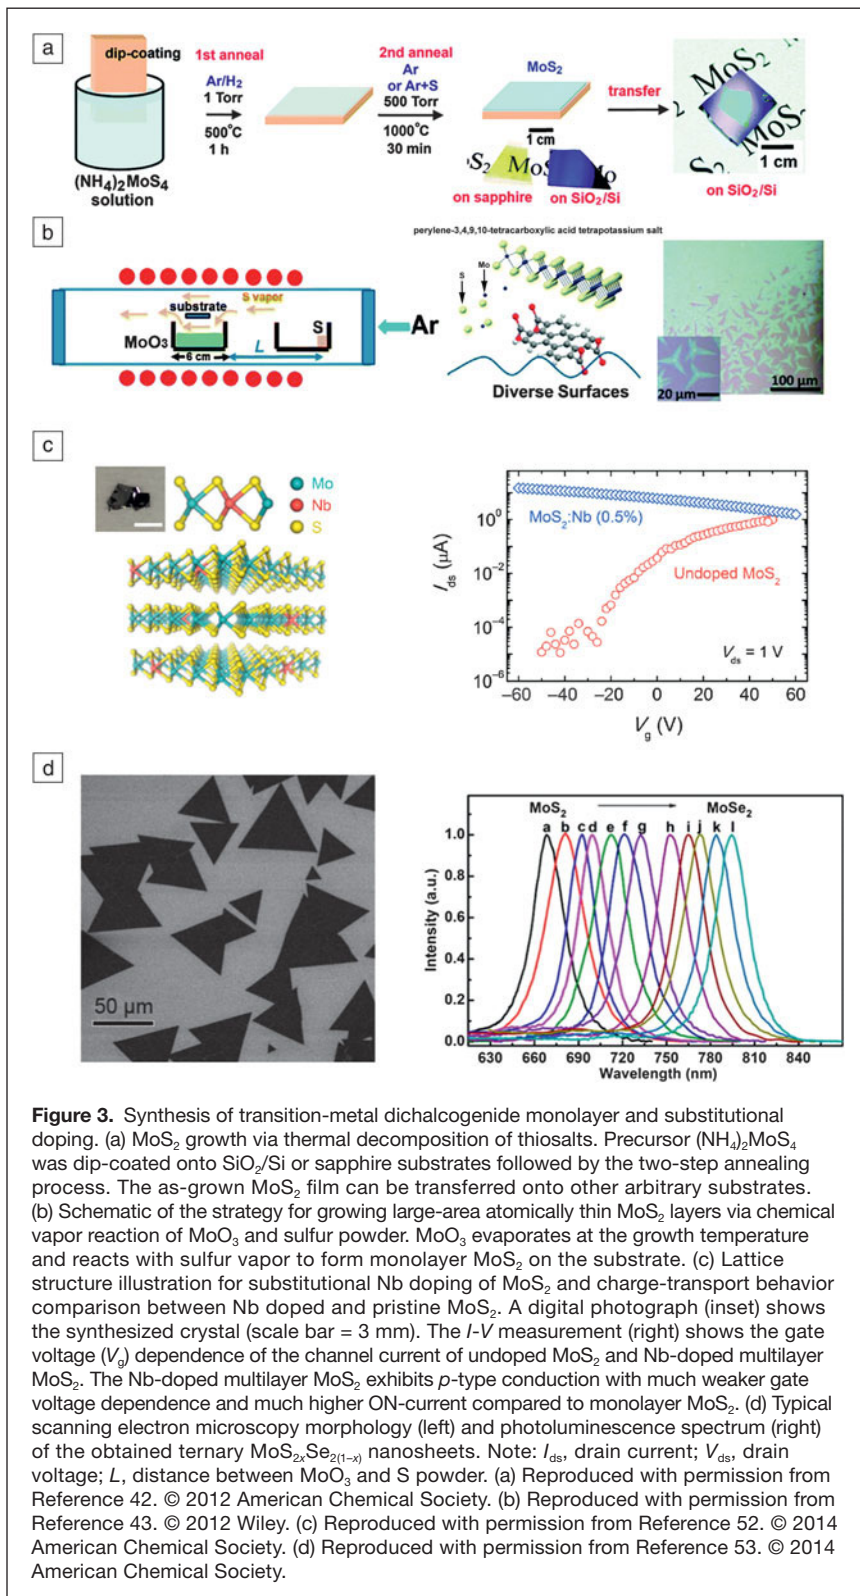 a
dip-coating
(NH4)2MoS4
solution
1st anneal
Ar/H2
1 Torr
500°C
1 h
2nd anneal
Ar
or Ar+S
500 Torr
1000°C
30 min
MoS2
1 cm
on sapphire
on SiO2/Si
transfer
MoS2
1 cm
on SiO2/Si
b
substrate
S vapor
MoO3
6 cm
L
S
Ar
perylene-3,4,9,10-tetracarboxylic acid tetrapotassium salt
S
Mo
Diverse Surfaces
20 µm
100 µm
c
Mo
Nb
S
MoS2:Nb (0.5%)
Undoped MoS2
Vds = 1 V
Ids (µA)
10^0
10^-2
10^-4
10^-6
−60 −40 −20 0 20 40 60
Vg (V)
d
50 µm
MoS2 MoSe2
a b c d e f g h i j k l
Intensity (a.u.)
1.0
0.8
0.6
0.4
0.2
0.0
630 660 690 720 750 780 810 840
Wavelength (nm)
Figure 3. Synthesis of transition-metal dichalcogenide monolayer and substitutional
doping. (a) MoS2 growth via thermal decomposition of thiosalts. Precursor (NH4)2MoS4
was dip-coated onto SiO2/Si or sapphire substrates followed by the two-step annealing
process. The as-grown MoS2 film can be transferred onto other arbitrary substrates.
(b) Schematic of the strategy for growing large-area atomically thin MoS2 layers via chemical
vapor reaction of MoO3 and sulfur powder. MoO3 evaporates at the growth temperature
and reacts with sulfur vapor to form monolayer MoS2 on the substrate. (c) Lattice
structure illustration for substitutional Nb doping of MoS2 and charge-transport behavior
comparison between Nb doped and pristine MoS2. A digital photograph (inset) shows
the synthesized crystal (scale bar = 3 mm). The I-V measurement (right) shows the gate
voltage (Vg) dependence of the channel current of undoped MoS2 and Nb-doped multilayer
MoS2. The Nb-doped multilayer MoS2 exhibits p-type conduction with much weaker gate
voltage dependence and much higher ON-current compared to monolayer MoS2. (d) Typical
scanning electron microscopy morphology (left) and photoluminescence spectrum (right)
of the obtained ternary MoS2xSe2(1−x) nanosheets. Note: Ids, drain current; Vds, drain
voltage; L, distance between MoO3 and S powder. (a) Reproduced with permission from
Reference 42. © 2012 American Chemical Society. (b) Reproduced with permission from
Reference 43. © 2012 Wiley. (c) Reproduced with permission from Reference 52. © 2014
American Chemical Society. (d) Reproduced with permission from Reference 53. © 2014
American Chemical Society.